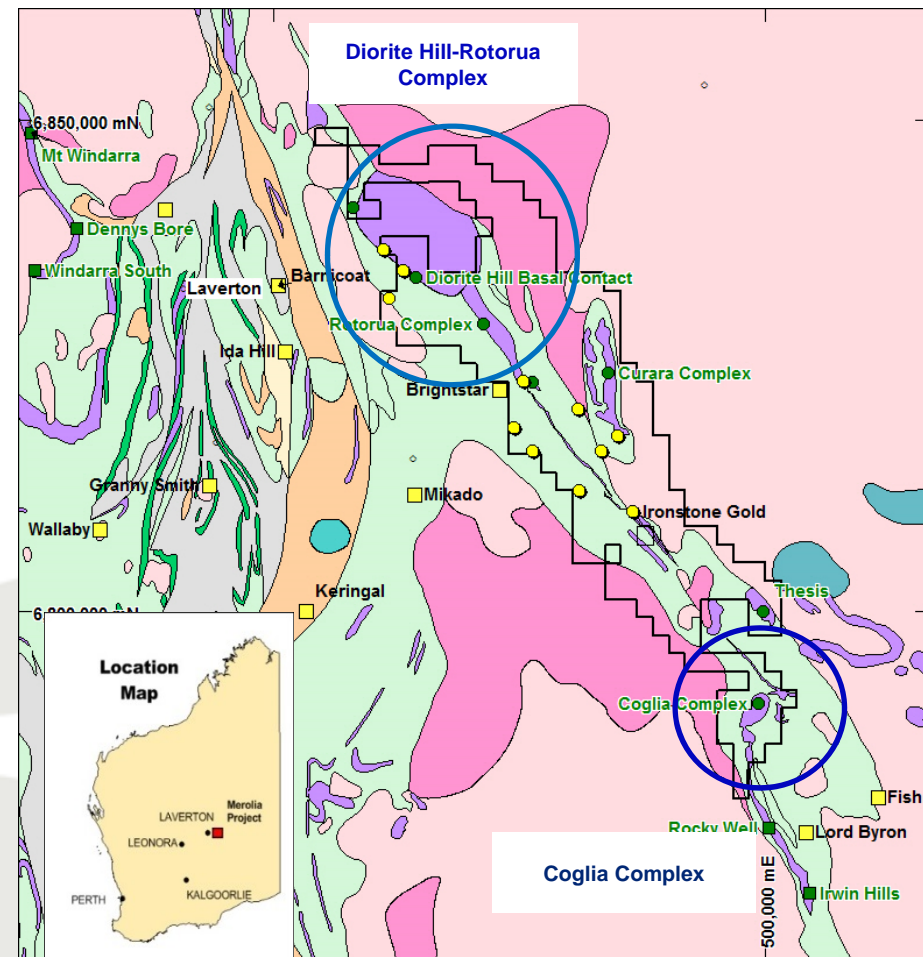 Diorite Hill-Rotorua
Complex
6,850,000 mN
Mt Windarra
Dennys Bore
Windarra South
Barnicoat
Laverton
Diorite Hill Basal Contact
Rotorua Complex
Ida Hill
Curara Complex
Brightstar
Granny Smith
Mikado
Wallaby
Ironstone Gold
Keringal
Thesis
Location
Map
Coglia Complex
Merolia
Project
LAVERTON
LEONORA
PERTH
KALGOORLIE
Fish
Rocky Well
Lord Byron
Coglia Complex
500,000 mE
Irwin Hills